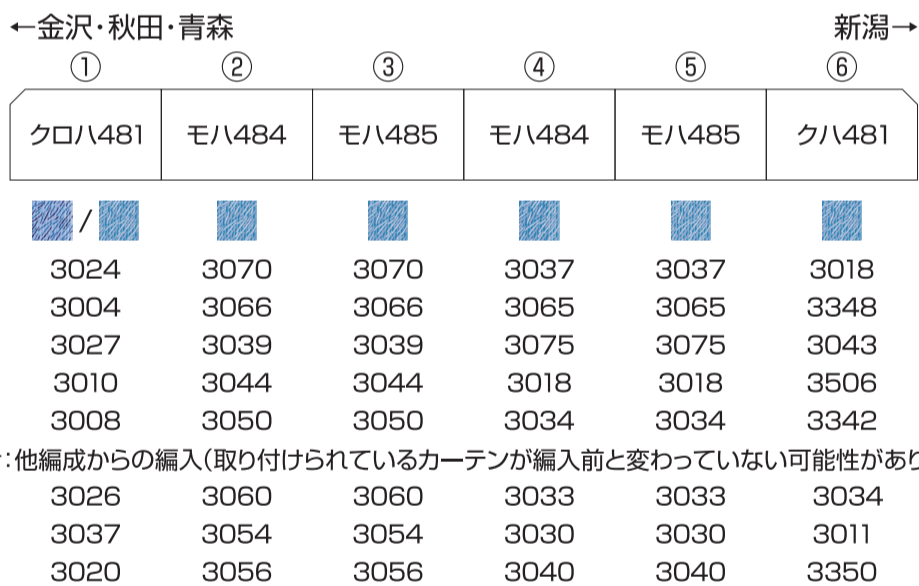 ←金沢・秋田・青森 新潟→
① ② ③ ④ ⑤ ⑥
クロハ481 モハ484 モハ485 モハ484 モハ485 クハ481
/
3024 3070 3070 3037 3037 3018
3004 3066 3066 3065 3065 3348
3027 3039 3039 3075 3075 3043
3010 3044 3044 3018 3018 3506
3008 3050 3050 3034 3034 3342
:他編成からの編入(取り付けられているカーテンが編入前と変わっていない可能性があり
3026 3060 3060 3033 3033 3034
3037 3054 3054 3030 3030 3011
3020 3056 3056 3040 3040 3350